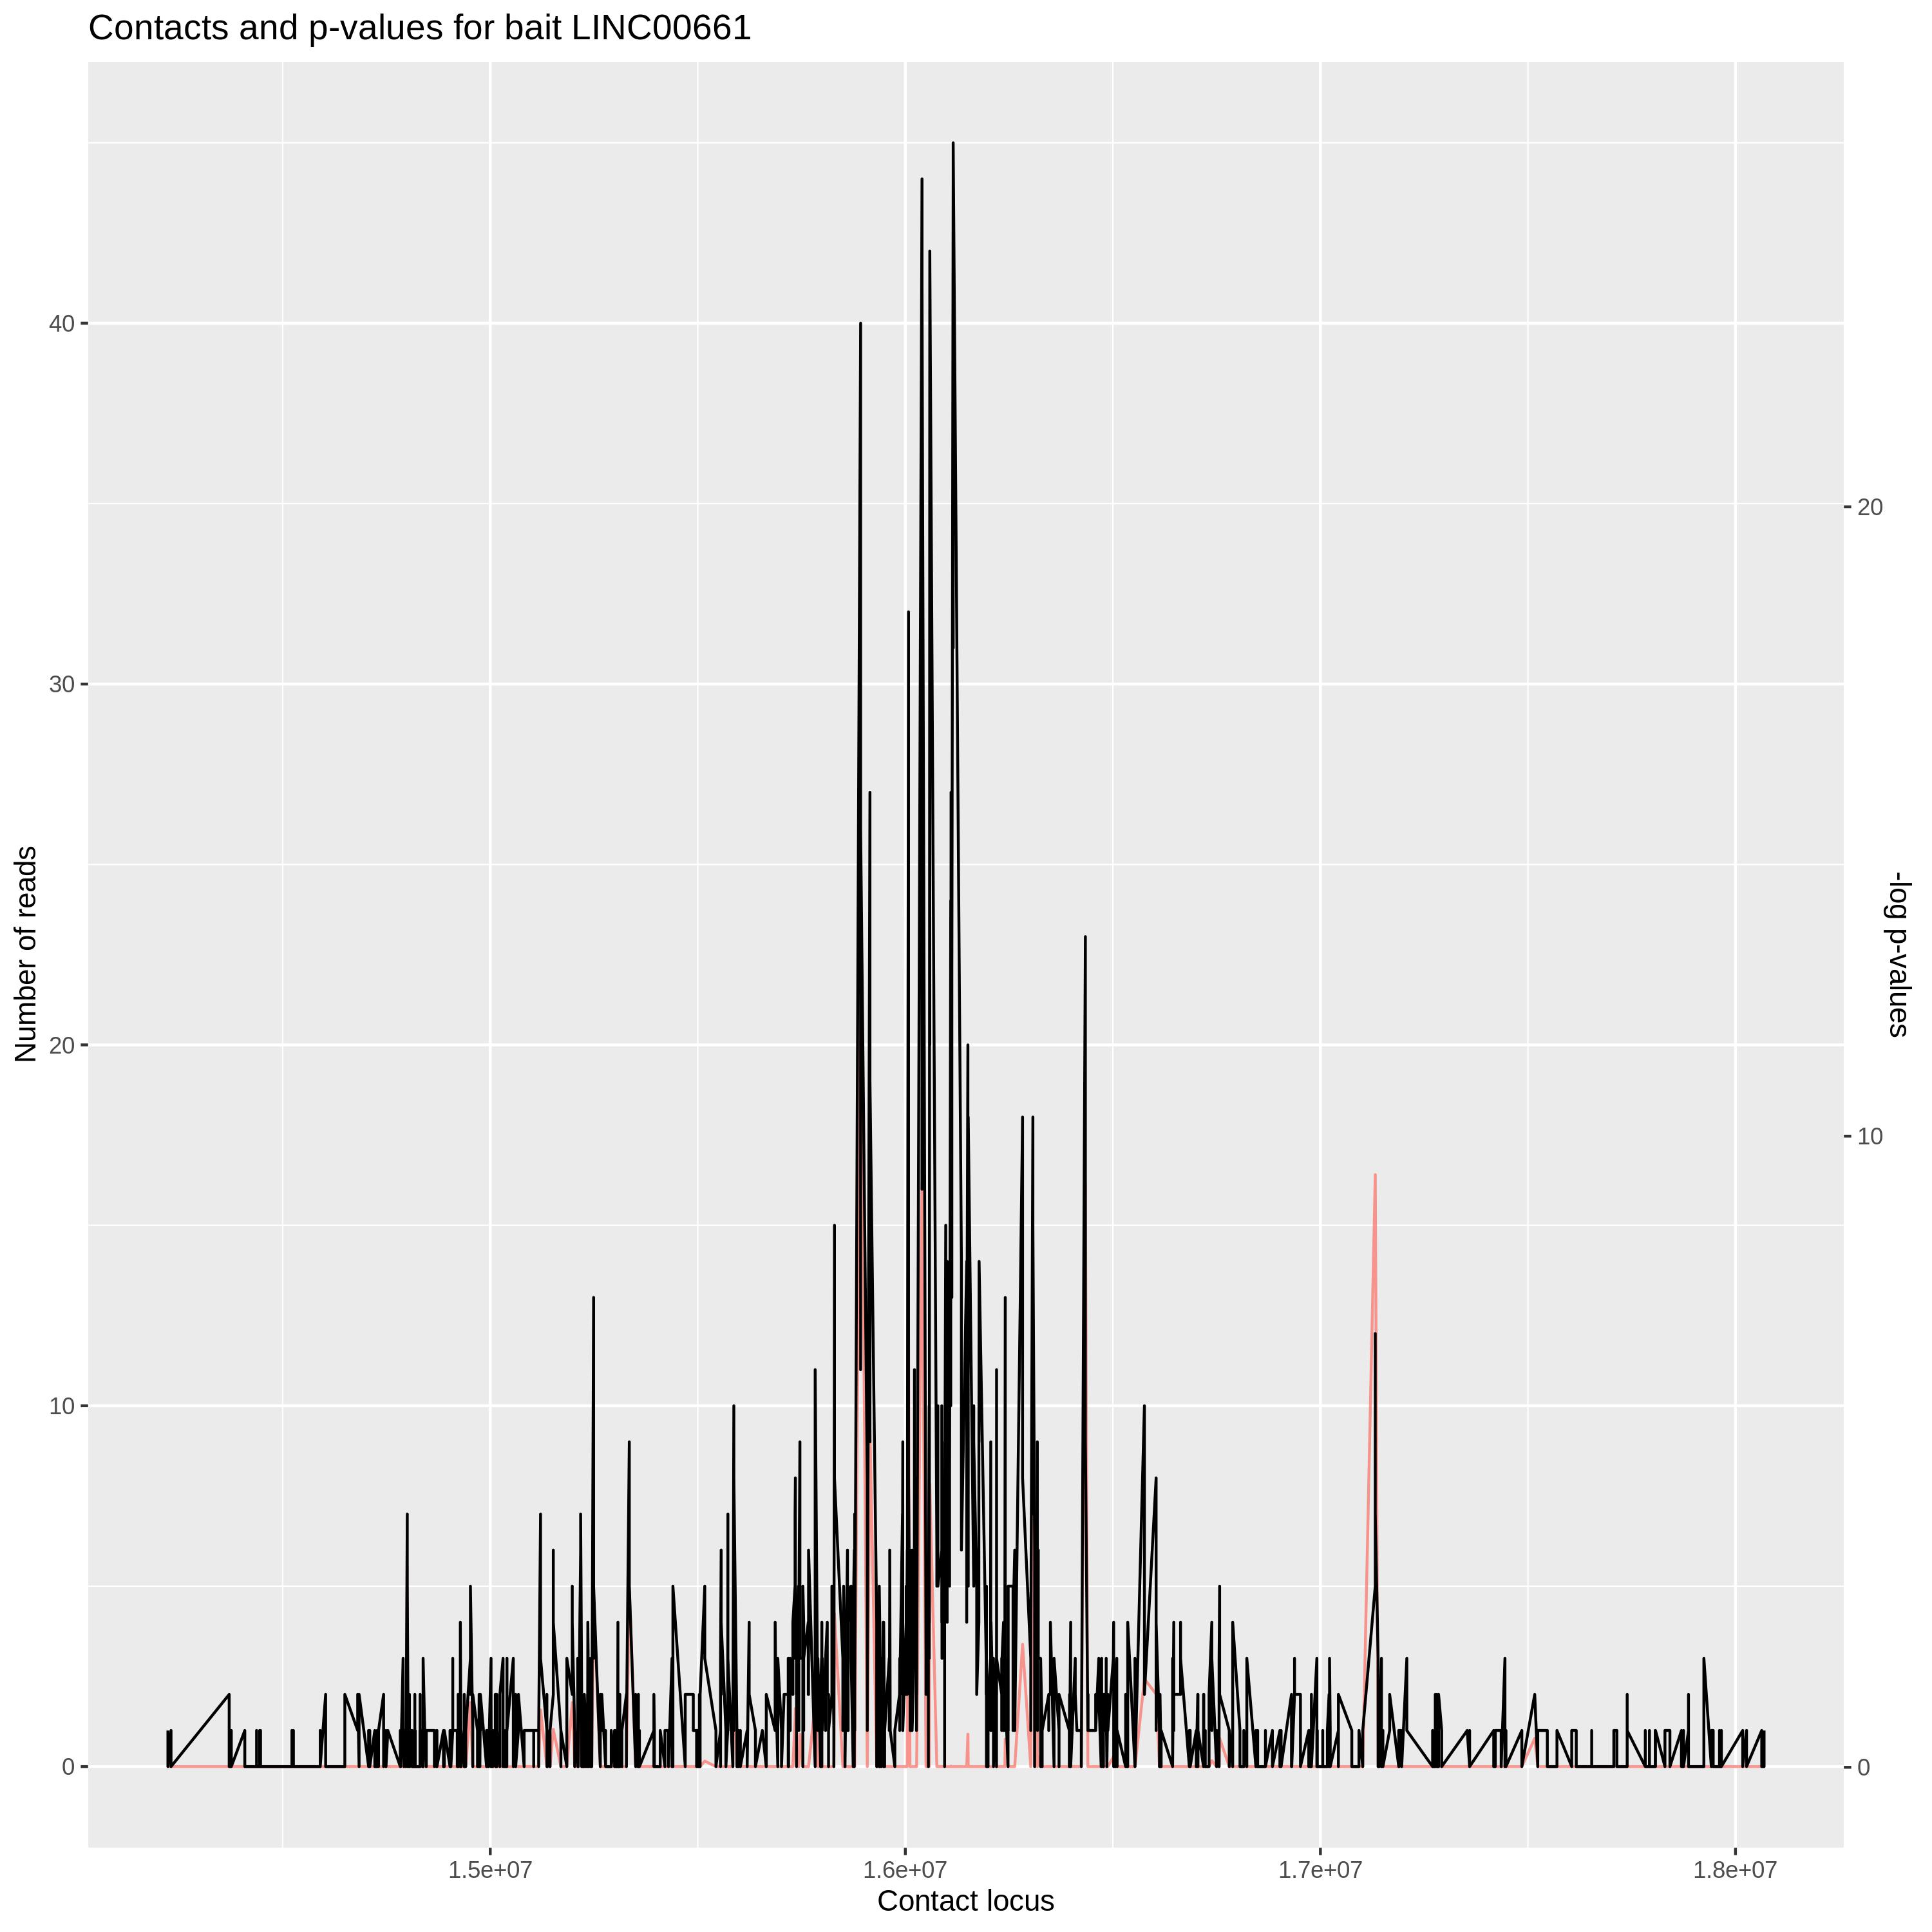 Contacts and p-values for bait LINC00661
40
30
20
10
0
20
10
0
Number of reads
-log p-values
1.5e+07
1.6e+07
1.7e+07
1.8e+07
Contact locus